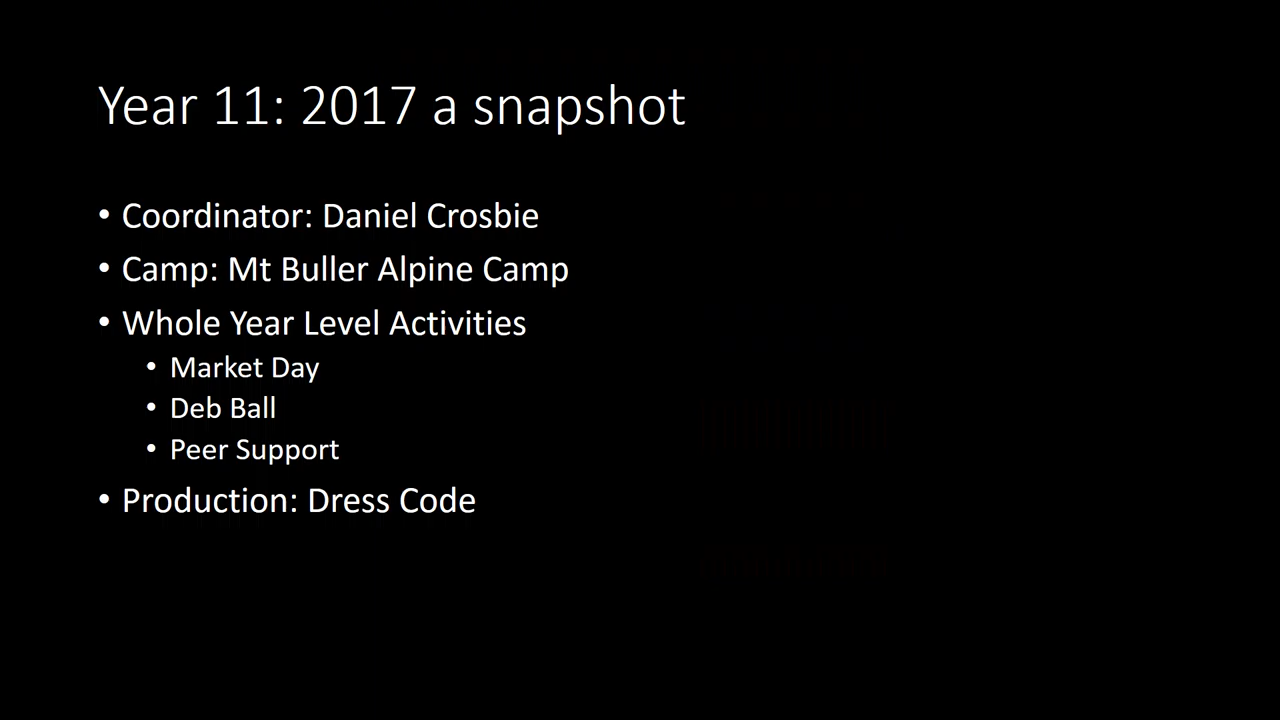 Year 11: 2017 a snapshot
• Coordinator: Daniel Crosbie
• Camp: Mt Buller Alpine Camp
• Whole Year Level Activities
• Market Day
• Deb Ball
• Peer Support
• Production: Dress Code